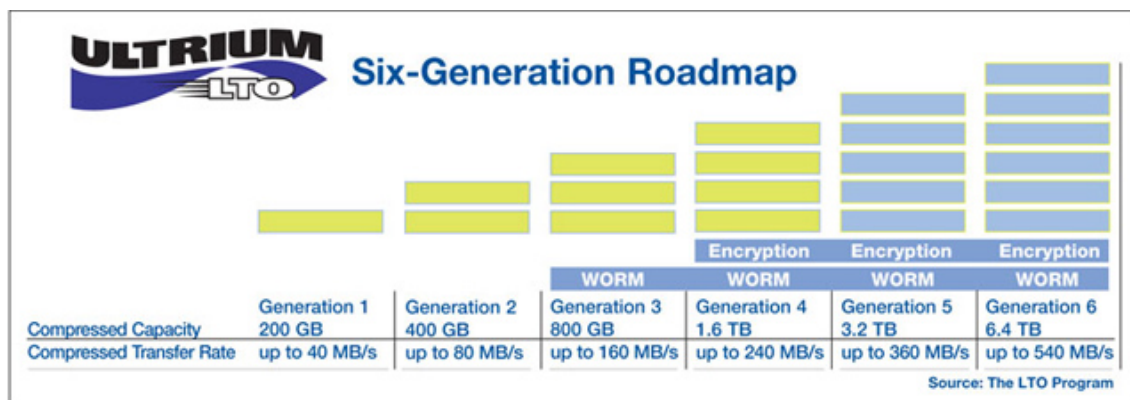 ULTRIUM
LTO
Six-Generation Roadmap
Encryption Encryption Encryption
WORM WORM WORM WORM
Generation 1 Generation 2 Generation 3 Generation 4 Generation 5 Generation 6
Compressed Capacity 200 GB 400 GB 800 GB 1.6 TB 3.2 TB 6.4 TB
Compressed Transfer Rate up to 40 MB/s up to 80 MB/s up to 160 MB/s up to 240 MB/s up to 360 MB/s up to 540 MB/s
Source: The LTO Program